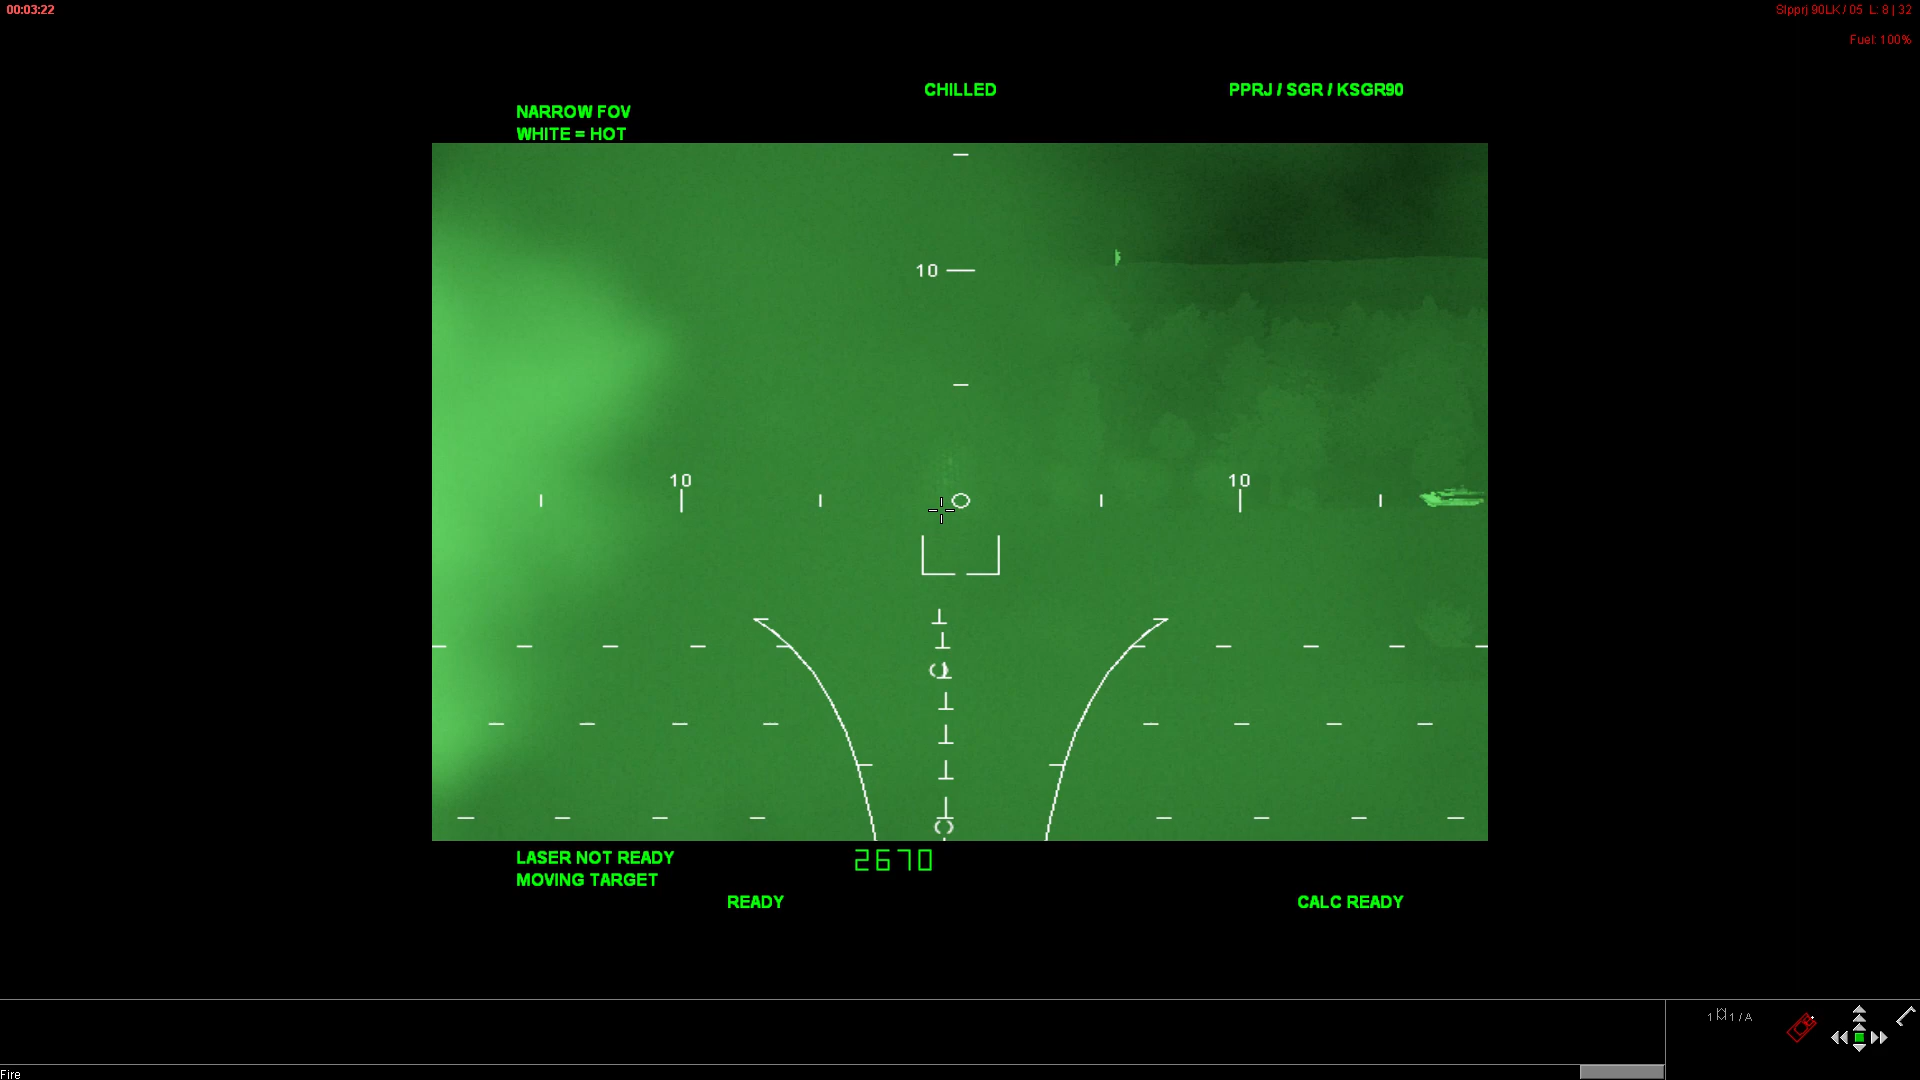 00:03:22
Slpprj 90LK / 05 L: 8 | 32
Fuel: 100%
CHILLED
PPRJ / SGR / KSGR90
NARROW FOV
WHITE = HOT
10
10
10
LASER NOT READY
2670
MOVING TARGET
READY
CALC READY
Fire